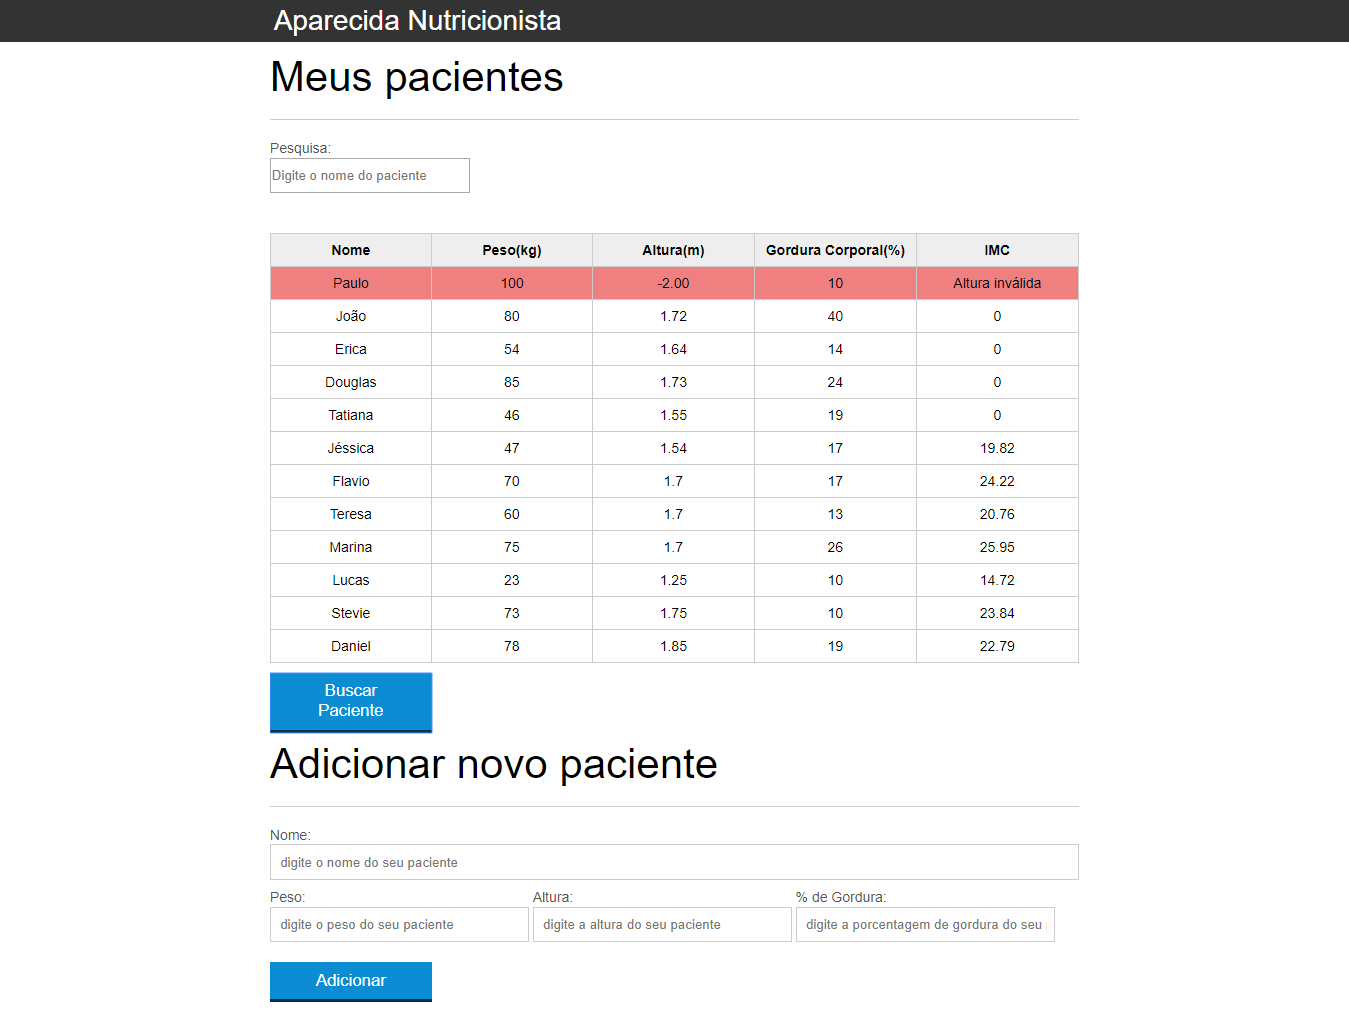 Aparecida Nutricionista
Meus pacientes
Pesquisa:
Digite o nome do paciente
Nome Peso(kg) Altura(m) Gordura Corporal(%) IMC
Paulo 100 -2.00 10 Altura inválida
João 80 1.72 40 0
Erica 54 1.64 14 0
Douglas 85 1.73 24 0
Tatiana 46 1.55 19 0
Jéssica 47 1.54 17 19.82
Flavio 70 1.7 17 24.22
Teresa 60 1.7 13 20.76
Marina 75 1.7 26 25.95
Lucas 23 1.25 10 14.72
Stevie 73 1.75 10 23.84
Daniel 78 1.85 19 22.79
Buscar
Paciente
Adicionar novo paciente
Nome:
digite o nome do seu paciente
Peso: Altura: % de Gordura:
digite o peso do seu paciente digite a altura do seu paciente digite a porcentagem de gordura do seu
Adicionar